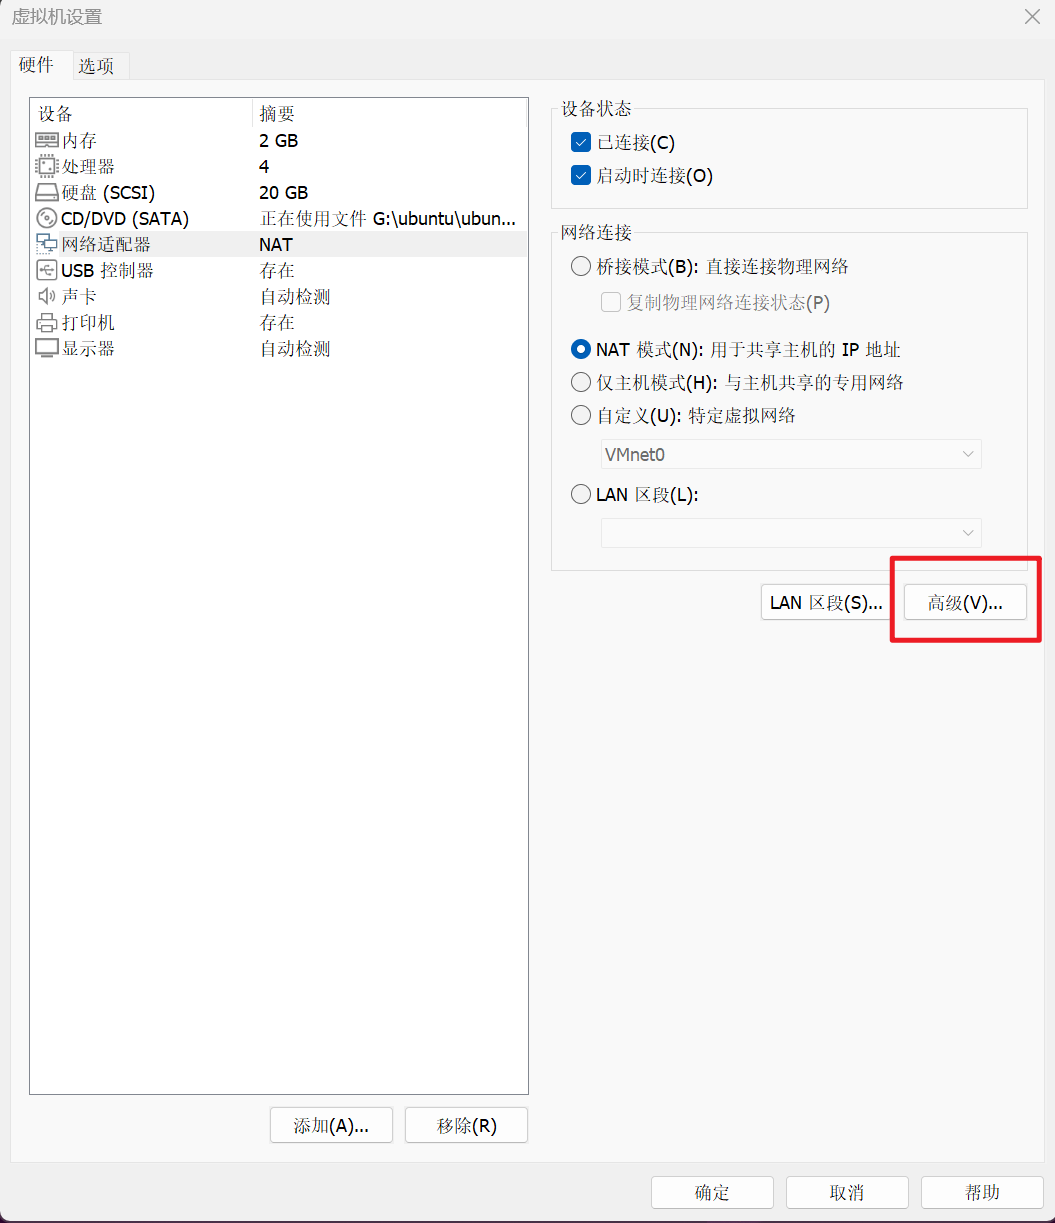 虚拟机设置
硬件 选项
设备 摘要
内存 2 GB
处理器 4
硬盘 (SCSI) 20 GB
CD/DVD (SATA) 正在使用文件 G:\ubuntu\ubun...
网络适配器 NAT
USB 控制器 存在
声卡 自动检测
打印机 存在
显示器 自动检测
添加(A)... 移除(R)
设备状态
已连接(C)
启动时连接(O)
网络连接
桥接模式(B): 直接连接物理网络
复制物理网络连接状态(P)
NAT 模式(N): 用于共享主机的 IP 地址
仅主机模式(H): 与主机共享的专用网络
自定义(U): 特定虚拟网络
VMnet0
LAN 区段(L):
LAN 区段(S)... 高级(V)...
确定 取消 帮助